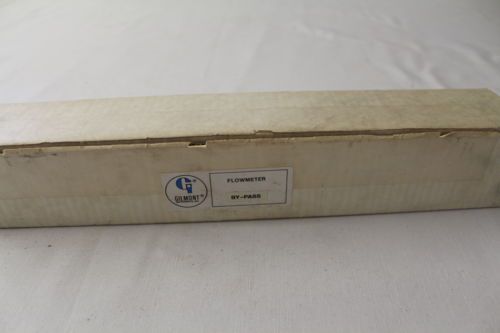 G
GILMONT
FLOWMETER
BY-PASS